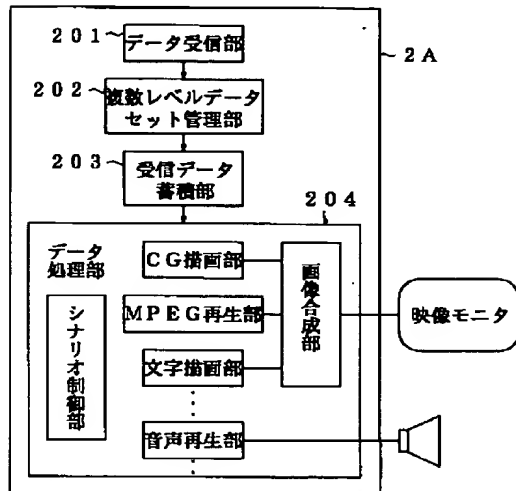 201
データ受信部
2A
202
複数レベルデータ
セット管理部
203
受信データ
蓄積部
204
データ
処理部
シナリオ制御部
CG描画部
MPEG再生部
文字描画部
音声再生部
画像合成部
映像モニタ